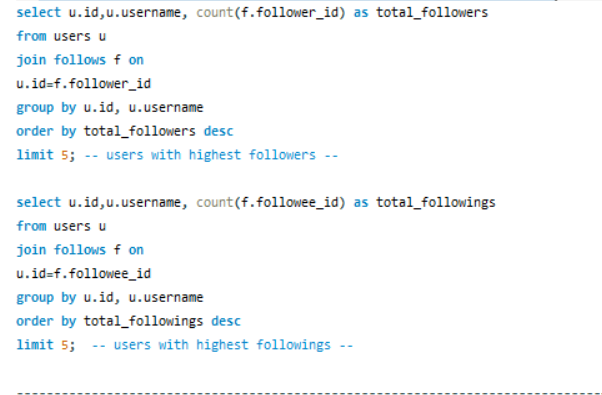 select u.id,u.username, count(f.follower_id) as total_followers
from users u
join follows f on
u.id=f.follower_id
group by u.id, u.username
order by total_followers desc
limit 5; -- users with highest followers --
select u.id,u.username, count(f.followee_id) as total_followings
from users u
join follows f on
u.id=f.followee_id
group by u.id, u.username
order by total_followings desc
limit 5;  -- users with highest followings --
------------------------------------------------------------------------------